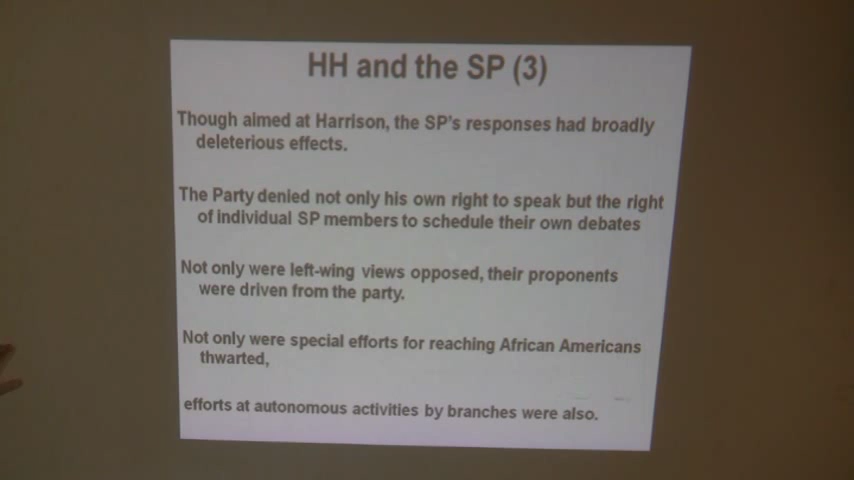 HH and the SP (3)
Though aimed at Harrison, the SP's responses had broadly
deleterious effects.
The Party denied not only his own right to speak but the right
of individual SP members to schedule their own debates
Not only were left-wing views opposed, their proponents
were driven from the party.
Not only were special efforts for reaching African Americans
thwarted,
efforts at autonomous activities by branches were also.